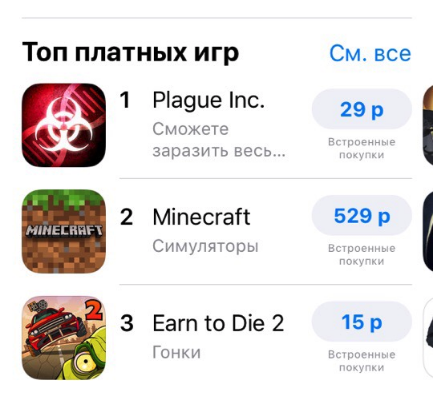 Топ платных игр
См. все
1
Plague Inc.
Сможете
заразить весь...
29 р
Встроенные
покупки
MINECRAFT
2
Minecraft
Симуляторы
529 р
Встроенные
покупки
2
3
Earn to Die 2
Гонки
15 р
Встроенные
покупки